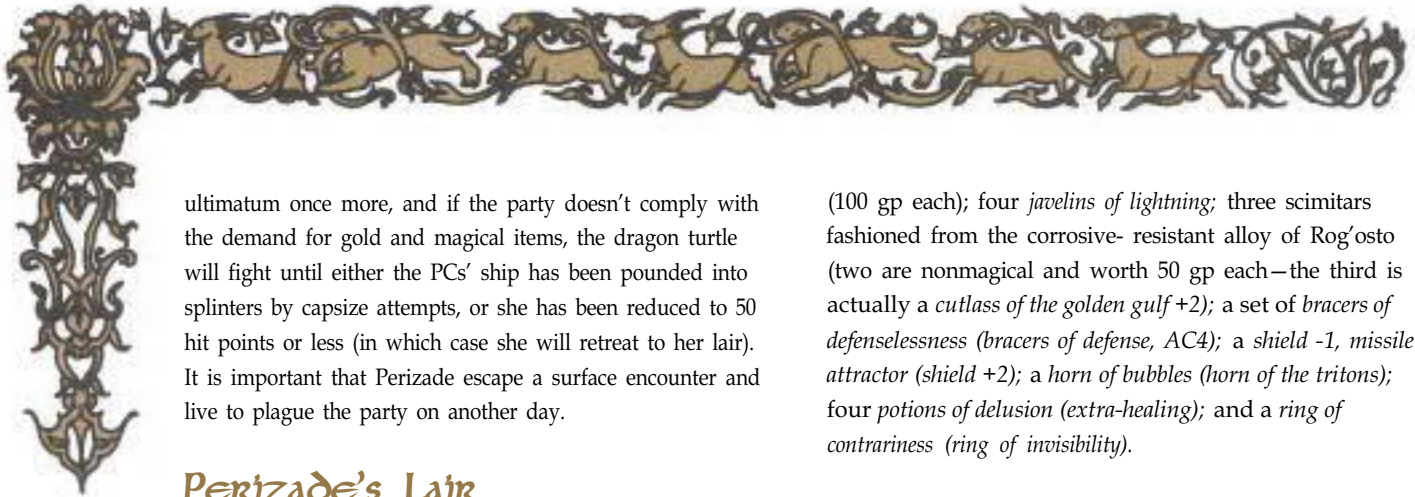 ultimatum once more, and if the party doesn’t comply with
the demand for gold and magical items, the dragon turtle
will fight until either the PCs’ ship has been pounded into
splinters by capsize attempts, or she has been reduced to 50
hit points or less (in which case she will retreat to her lair).
It is important that Perizade escape a surface encounter and
live to plague the party on another day.
Perizade’s Lair
(100 gp each); four javelins of lightning; three scimitars
fashioned from the corrosive- resistant alloy of Rog’osto
(two are nonmagical and worth 50 gp each—the third is
actually a cutlass of the golden gulf +2); a set of bracers of
defenselessness (bracers of defense, AC4); a shield -1, missile
attractor (shield +2); a horn of bubbles (horn of the tritons);
four potions of delusion (extra-healing); and a ring of
contrariness (ring of invisibility).